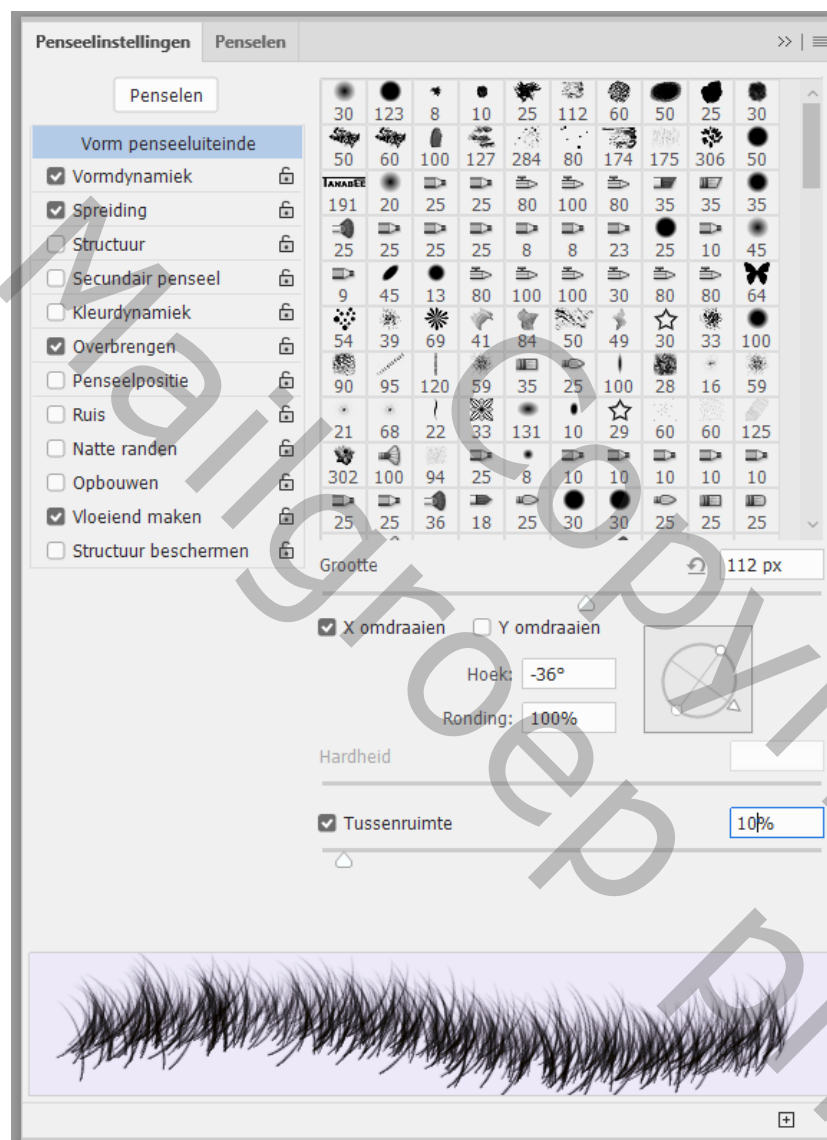 Penseelinstellingen Penselen
Penselen
30 123 8 10 25 112 60 50 25 30
Vorm penseeluiteinde
50 60 100 127 284 80 174 175 306 50
Vormdynamiek
TANABEE
191 20 25 25 80 100 80 35 35 35
Spreiding
25 25 25 25 8 8 23 25 10 45
Structuur
Secundair penseel
9 45 13 80 100 100 30 80 80 64
Kleurdynamiek
54 39 69 41 84 50 49 30 33 100
Overbrengen
90 95 120 59 35 25 100 28 16 59
Penseelpositie
Ruis
21 68 22 33 131 10 29 60 60 125
Natte randen
302 100 94 25 8 10 10 10 10 10
Opbouwen
Vloeiend maken
25 25 36 18 25 30 30 25 25 25
Structuur beschermen
Grootte 112 px
X omdraaien Y omdraaien
Hoek: -36°
Ronding: 100%
Hardheid
Tussenruimte 10%
Mailgroep